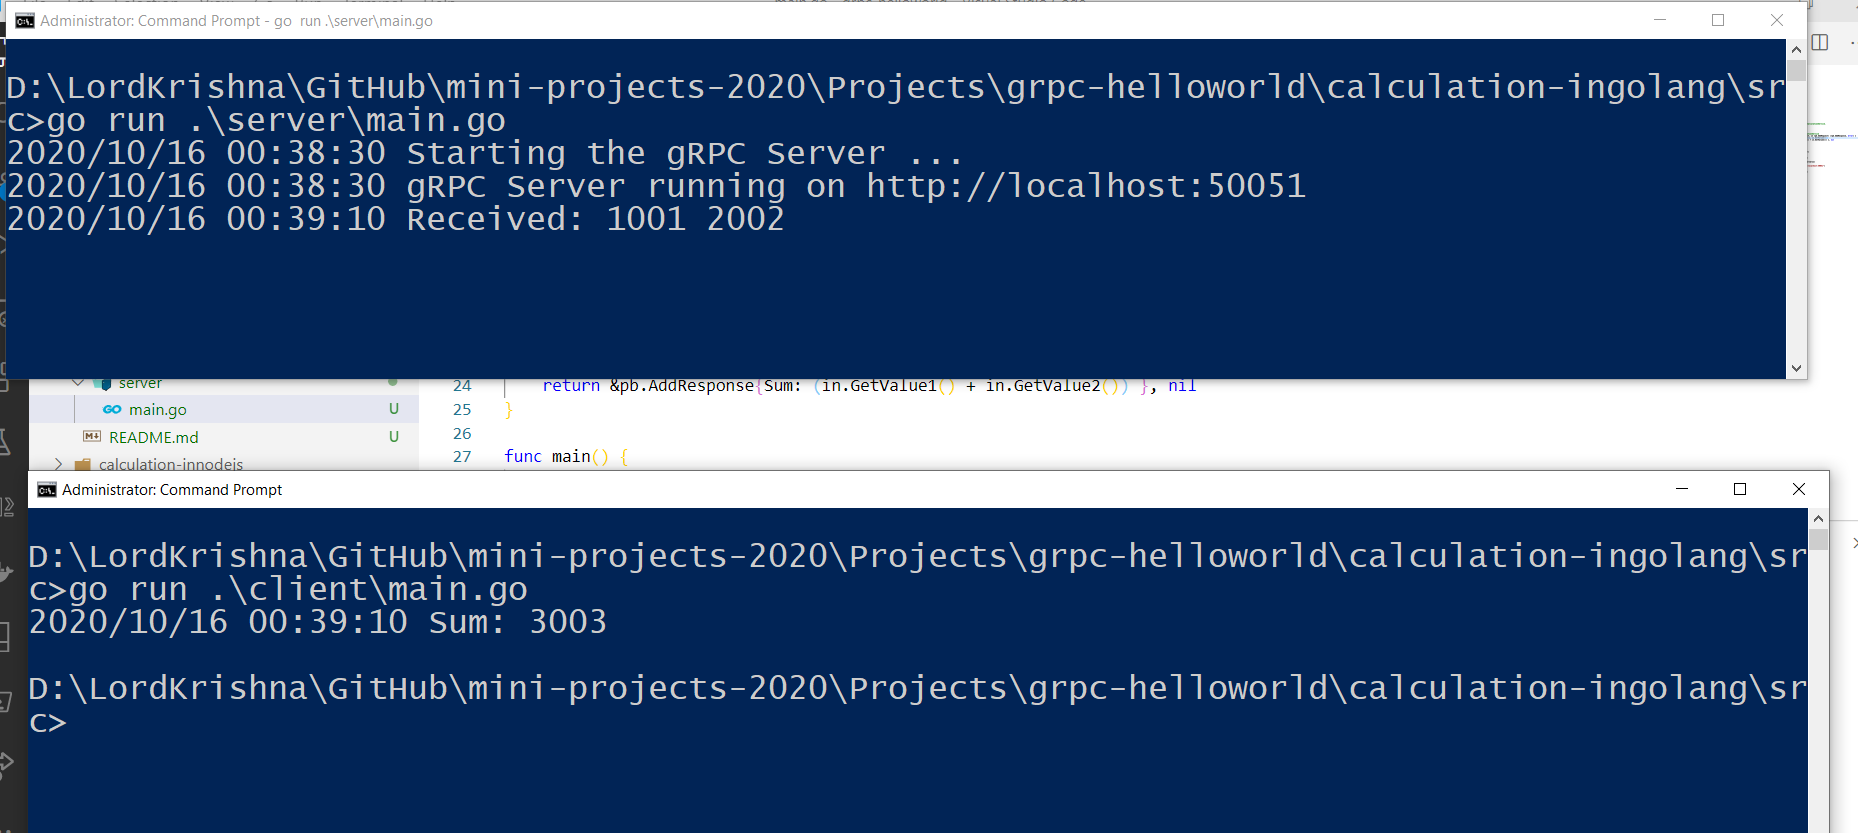 Administrator: Command Prompt - go  run .\server\main.go
D:\LordKrishna\GitHub\mini-projects-2020\Projects\grpc-helloworld\calculation-ingolang\sr
c>go run .\server\main.go
2020/10/16 00:38:30 Starting the gRPC Server ...
2020/10/16 00:38:30 gRPC Server running on http://localhost:50051
2020/10/16 00:39:10 Received: 1001 2002
server
24 return &pb.AddResponse{Sum: (in.GetValue1() + in.GetValue2()) }, nil
main.go U
25 }
26
README.md U
27 func main() {
calculation-innodejs
Administrator: Command Prompt
D:\LordKrishna\GitHub\mini-projects-2020\Projects\grpc-helloworld\calculation-ingolang\sr
c>go run .\client\main.go
2020/10/16 00:39:10 Sum: 3003
D:\LordKrishna\GitHub\mini-projects-2020\Projects\grpc-helloworld\calculation-ingolang\sr
c>